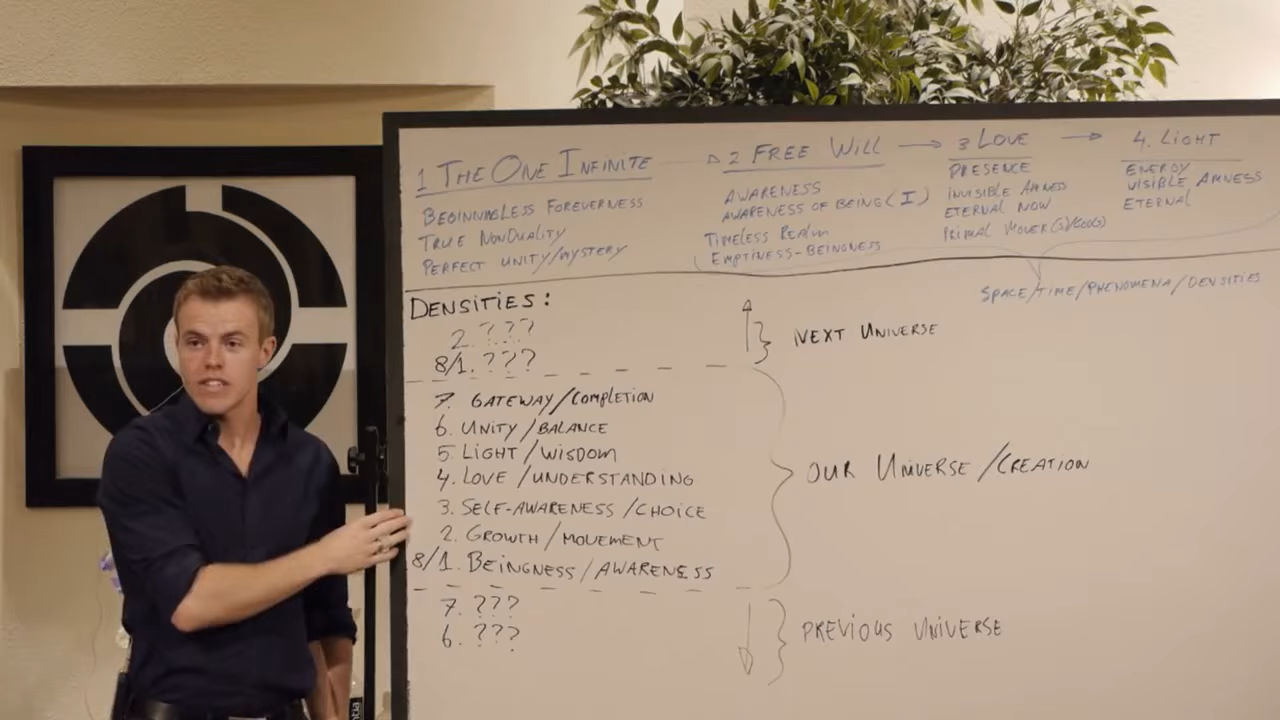 1 THE ONE INFINITE → 2 FREE WILL → 3 LOVE → 4. LIGHT
BEGINNINGLESS FOREVERNESS
TRUE NONDUALITY
PERFECT UNITY/MYSTERY
AWARENESS
AWARENESS OF BEING (I)
TIMELESS REALM
EMPTINESS-BEINGNESS
PRESENCE
INVISIBLE AMNESS
ETERNAL NOW
PRIMAL MOVER(S)/GOD(S)
ENERGY
VISIBLE AMNESS
ETERNAL
SPACE/TIME/PHENOMENA/DENSITIES
DENSITIES:
2. ???
8/1. ???
NEXT UNIVERSE
7. GATEWAY/COMPLETION
6. UNITY/BALANCE
5. LIGHT/WISDOM
4. LOVE/UNDERSTANDING
3. SELF-AWARENESS/CHOICE
2. GROWTH/MOVEMENT
8/1. BEINGNESS/AWARENESS
OUR UNIVERSE/CREATION
7. ???
6. ???
PREVIOUS UNIVERSE